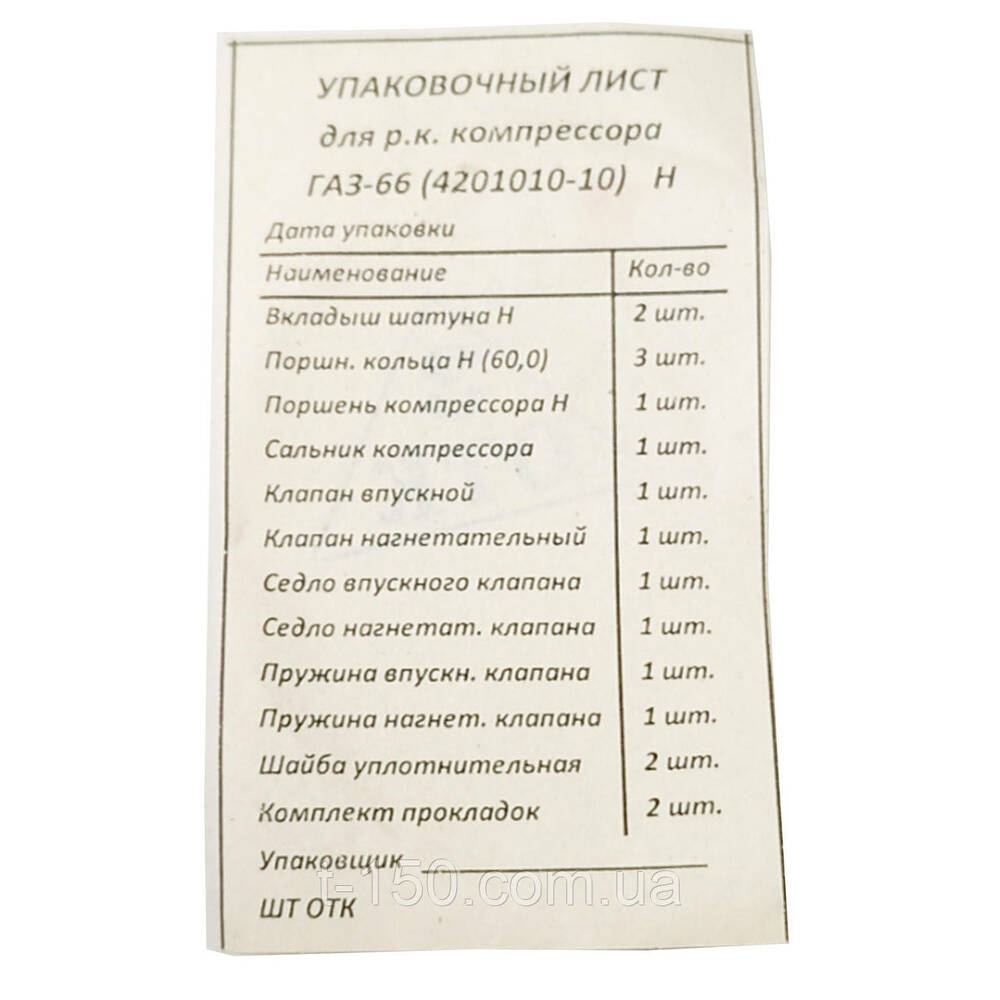 УПАКОВОЧНЫЙ ЛИСТ
для р.к. компрессора
ГАЗ-66 (4201010-10) Н
Дата упаковки
Наименование Кол-во
Вкладыш шатуна Н 2 шт.
Поршн. кольца Н (60,0) 3 шт.
Поршень компрессора Н 1 шт.
Сальник компрессора 1 шт.
Клапан впускной 1 шт.
Клапан нагнетательный 1 шт.
Седло впускного клапана 1 шт.
Седло нагнетат. клапана 1 шт.
Пружина впускн. клапана 1 шт.
Пружина нагнет. клапана 1 шт.
Шайба уплотнительная 2 шт.
Комплект прокладок 2 шт.
Упаковщик
t-150.com.ua
ШТ ОТК